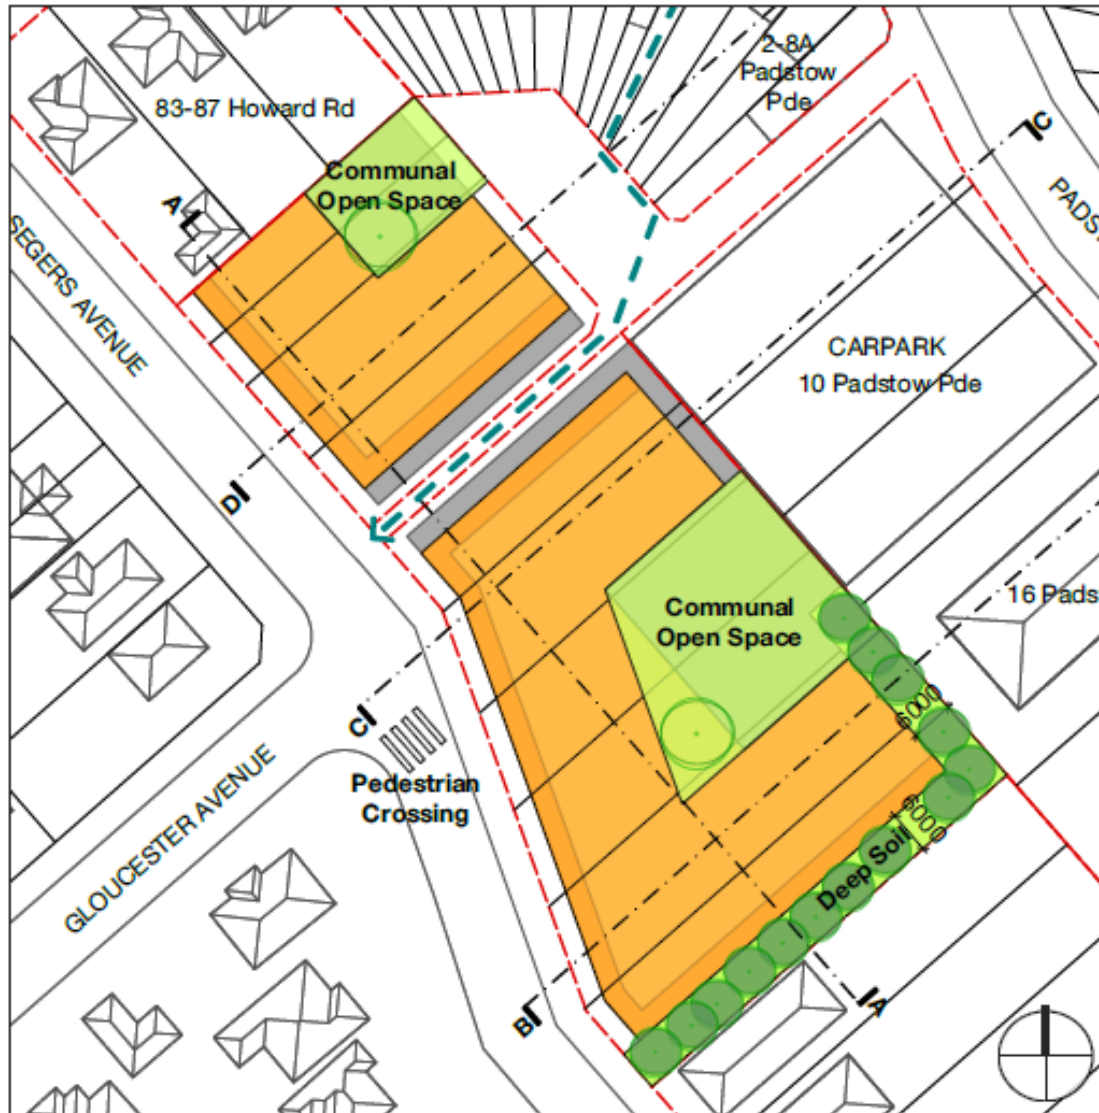 2-8A
Padstow
Pde
83-87 Howard Rd
C
Communal
Open Space
A
PADS
SEGERS AVENUE
CARPARK
10 Padstow Pde
D
16 Pads
Communal
Open Space
6000
C
Pedestrian
Crossing
GLOUCESTER AVENUE
6000
Deep Soil
A
B